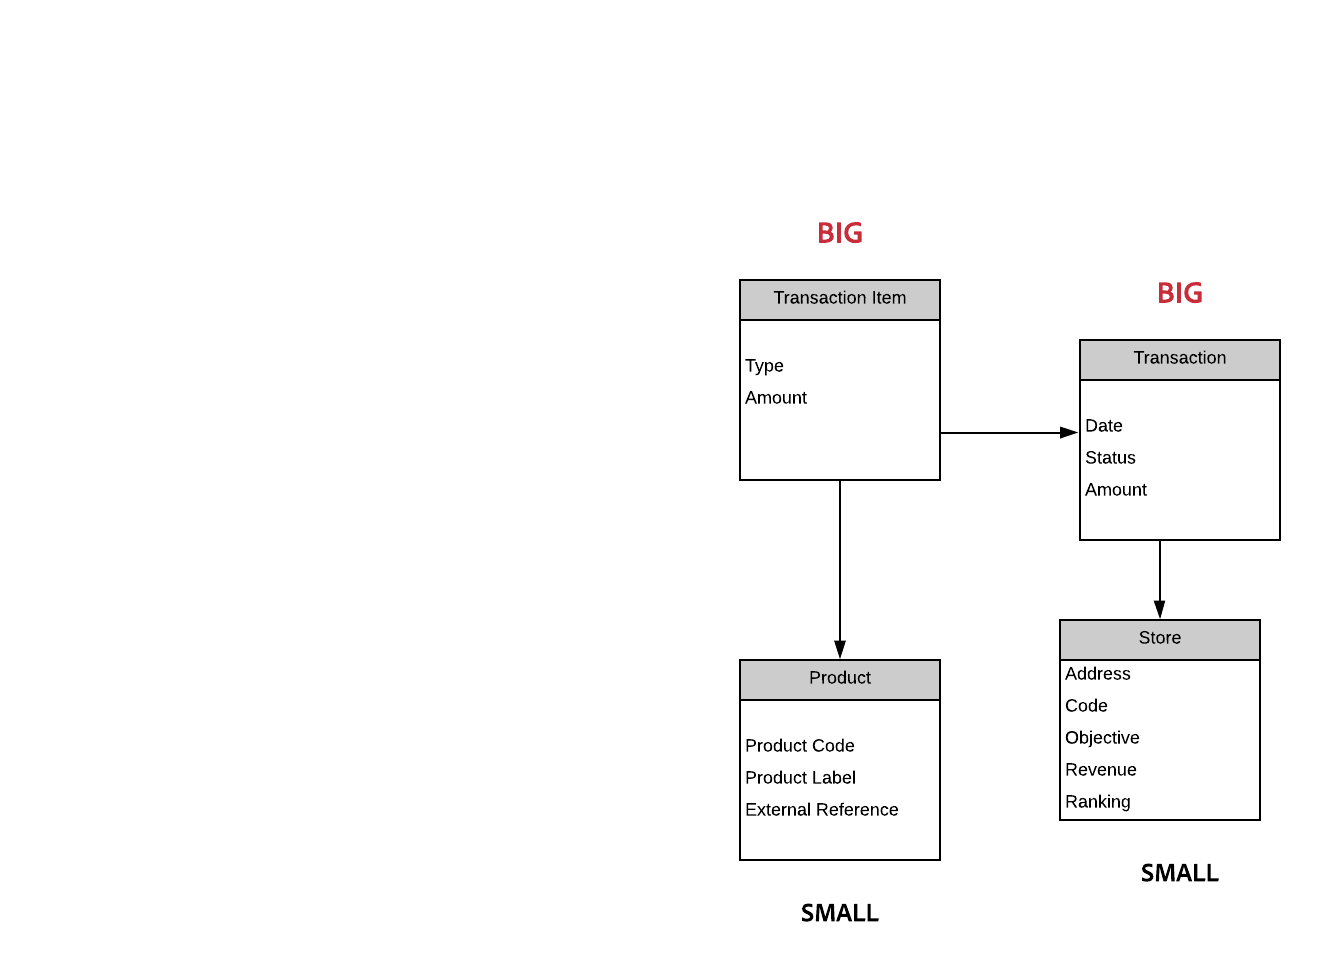 BIG
Transaction Item
Type
Amount
BIG
Transaction
Date
Status
Amount
Product
Product Code
Product Label
External Reference
SMALL
Store
Address
Code
Objective
Revenue
Ranking
SMALL